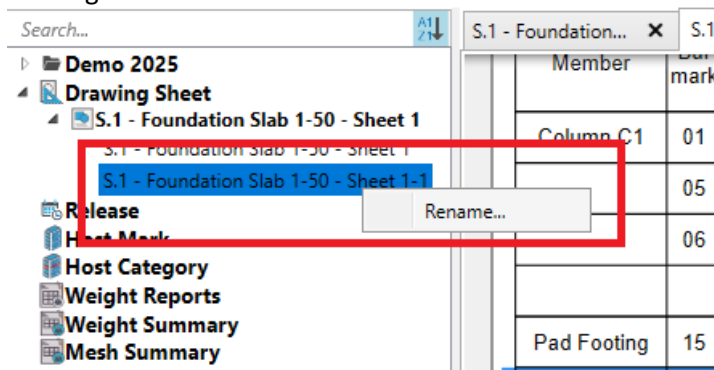 Search...
Demo 2025
Drawing Sheet
S.1 - Foundation Slab 1-50 - Sheet 1
S.1 - Foundation Slab 1-50 - Sheet 1
S.1 - Foundation Slab 1-50 - Sheet 1-1
Rename...
Release
Host Mark
Host Category
Weight Reports
Weight Summary
Mesh Summary
S.1 - Foundation...
S.1
Member
mark
Column C1
01
05
06
Pad Footing
15